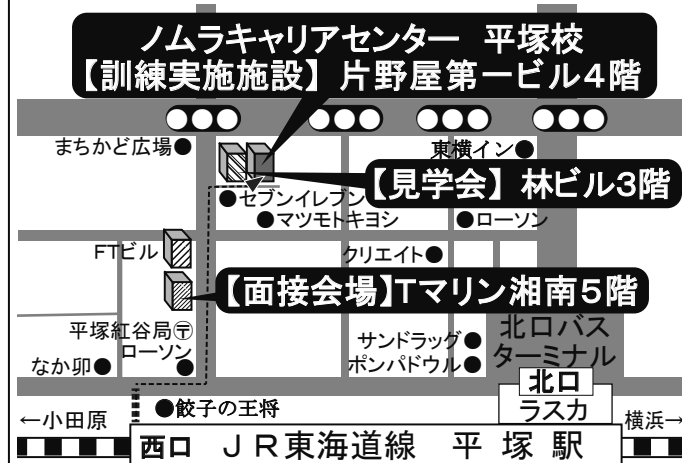 ノムラキャリアセンター 平塚校
【訓練実施施設】片野屋第一ビル4階
まちかど広場●
東横イン●
【見学会】林ビル3階
●セブンイレブン
●マツモトキヨシ
●ローソン
FTビル
クリエイト●
【面接会場】Tマリン湘南5階
平塚紅谷局〶
ローソン
●
なか卯●
サンドラッグ●
ポンパドウル●
北口バス
ターミナル
北口
ラスカ
●餃子の王将
←小田原
横浜→
西口 JR東海道線 平塚駅